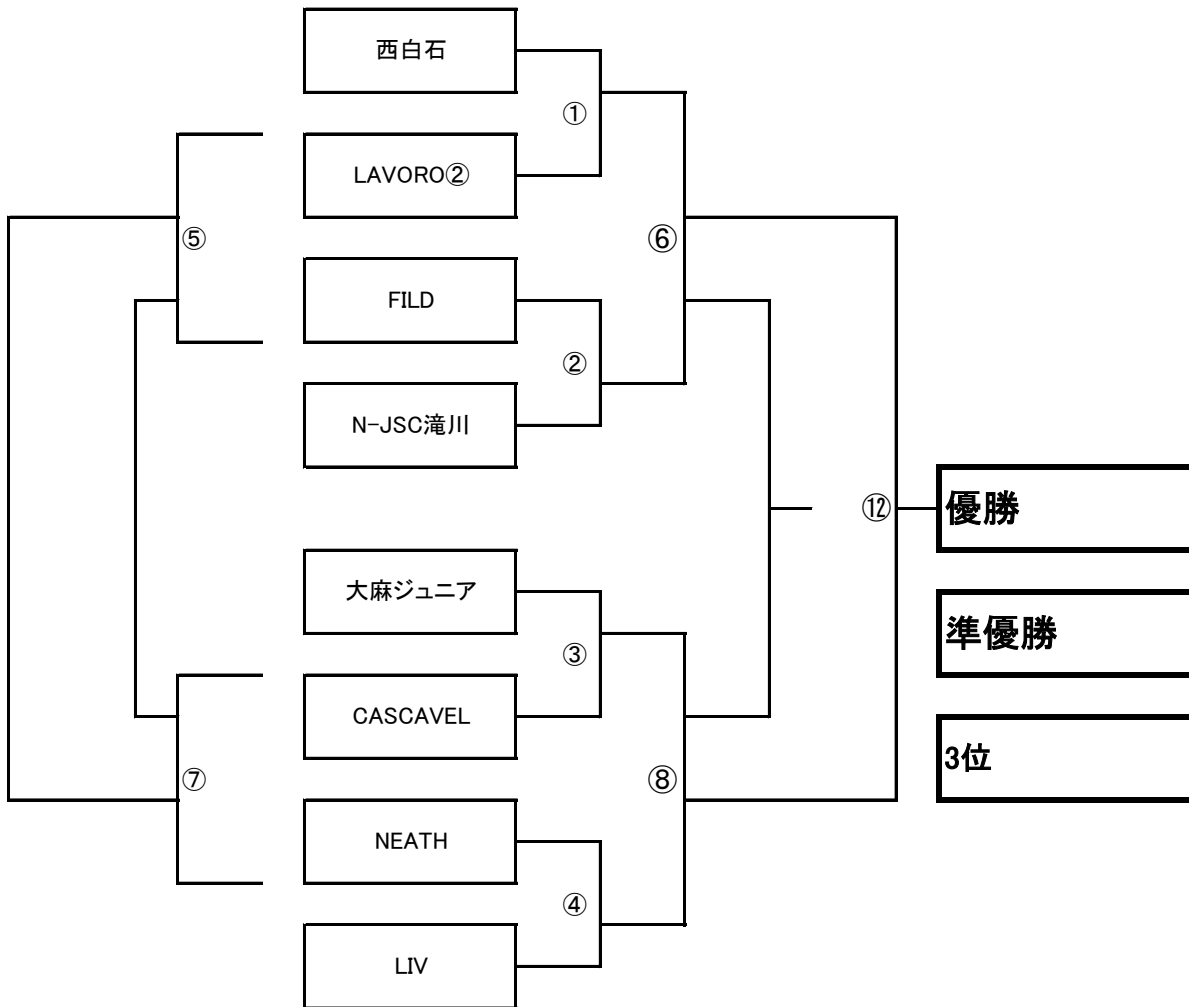 西白石
①
LAVORO②
⑤
⑥
FILD
②
N-JSC滝川
⑫
優勝
大麻ジュニア
準優勝
③
CASCAVEL
3位
⑦
⑧
NEATH
④
LIV